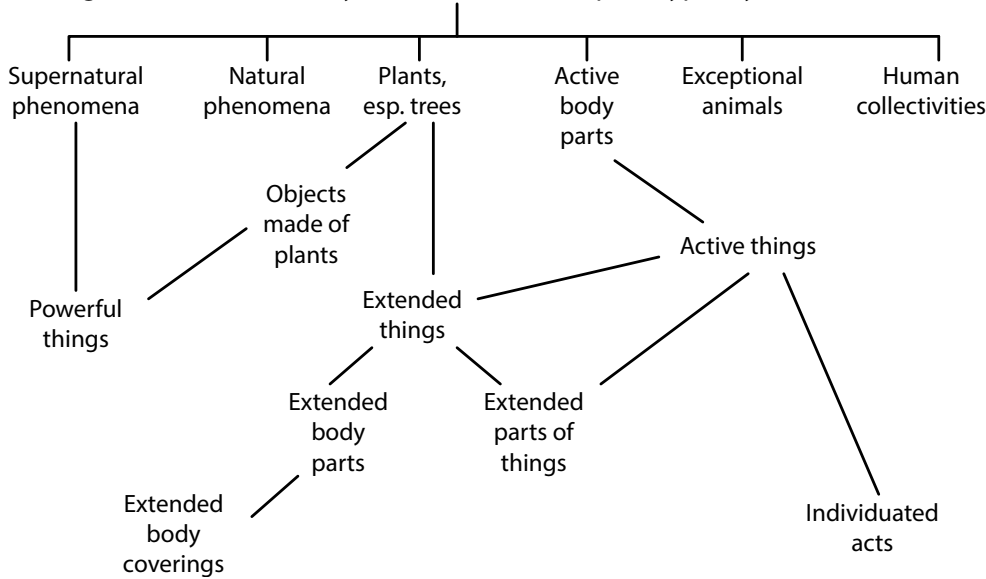 Supernatural
phenomena
Natural
phenomena
Plants,
esp. trees
Active
body
parts
Exceptional
animals
Human
collectivities
Objects
made of
plants
Active things
Powerful
things
Extended
things
Extended
body
parts
Extended
parts of
things
Extended
body
coverings
Individuated
acts